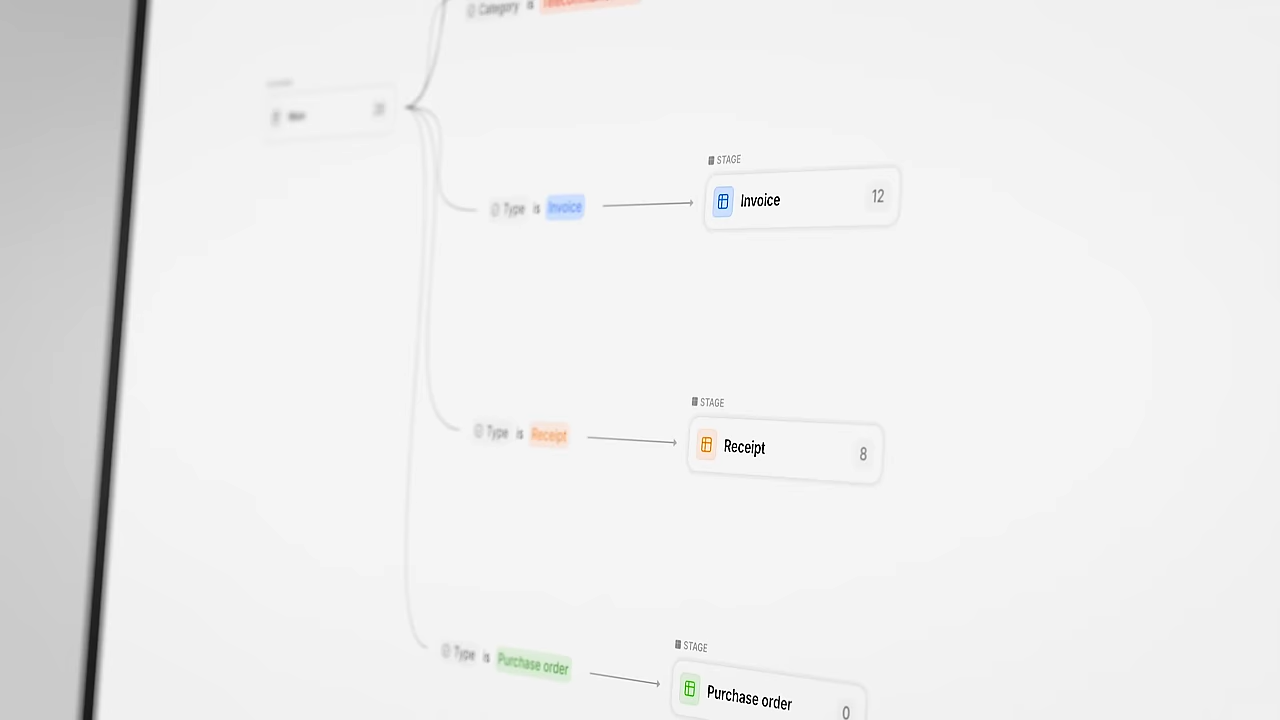 Category is
Type is Invoice
STAGE
Invoice 12
Type is Receipt
STAGE
Receipt 8
Type is Purchase order
STAGE
Purchase order 0